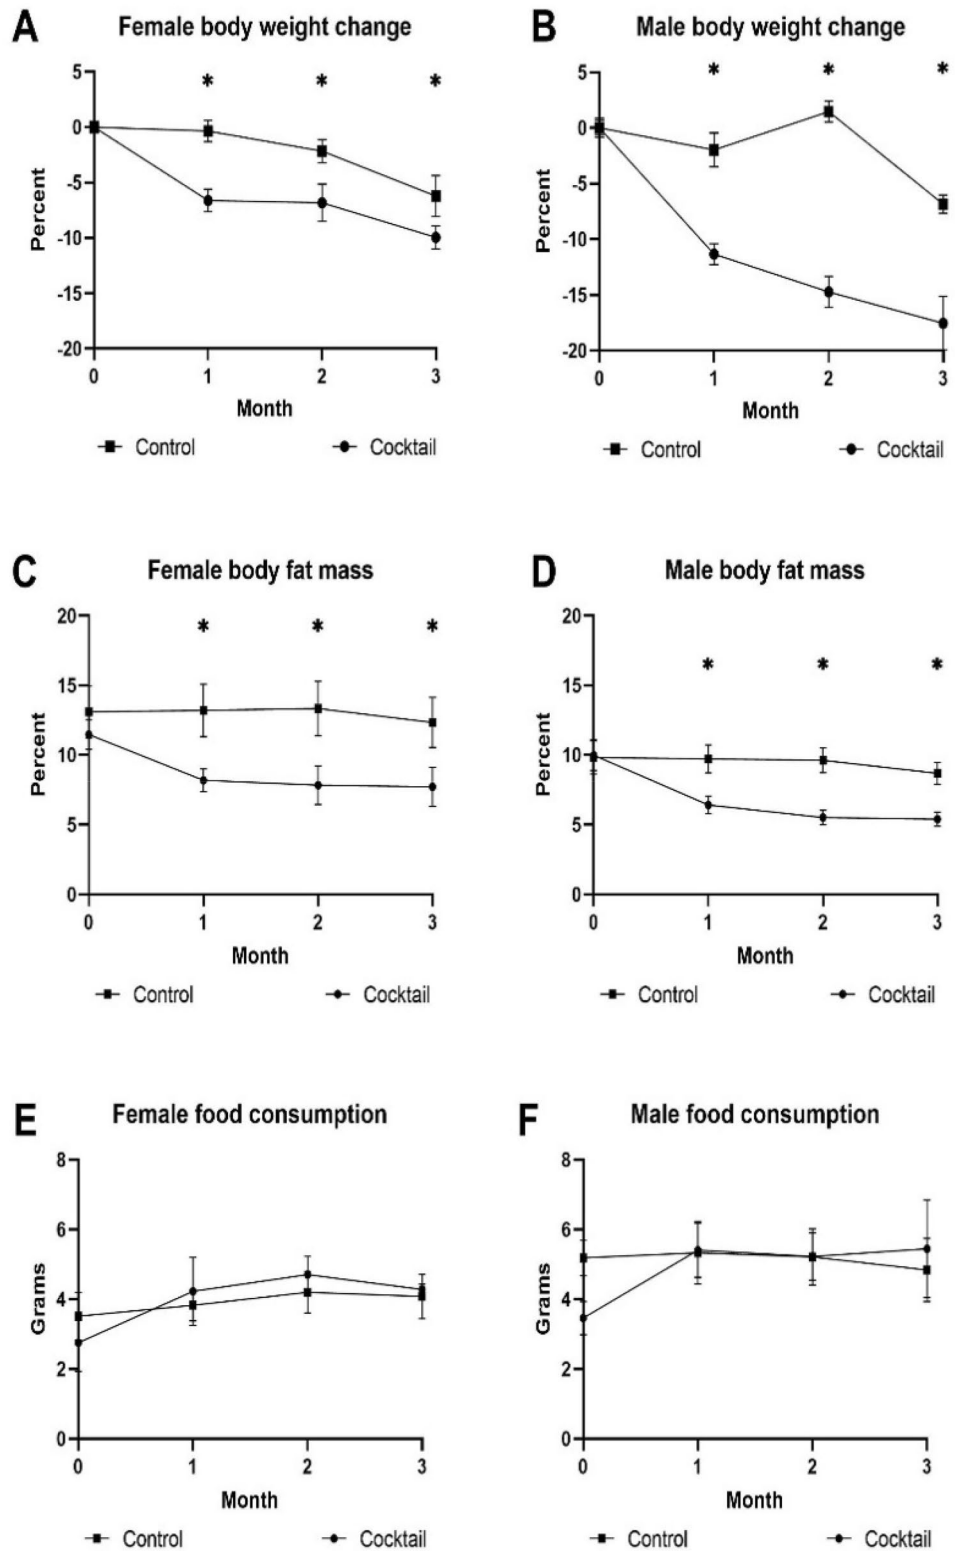 A Female body weight change
5
* * *
0
-5
-10
-15
-20
Percent
0 1 2 3
Month
Control Cocktail
B Male body weight change
5
* * *
0
-5
-10
-15
-20
Percent
0 1 2 3
Month
Control Cocktail
C Female body fat mass
20
* * *
15
10
5
0
Percent
0 1 2 3
Month
Control Cocktail
D Male body fat mass
20
* * *
15
10
5
0
Percent
0 1 2 3
Month
Control Cocktail
E Female food consumption
8
6
4
2
0
Grams
0 1 2 3
Month
Control Cocktail
F Male food consumption
8
6
4
2
0
Grams
0 1 2 3
Month
Control Cocktail